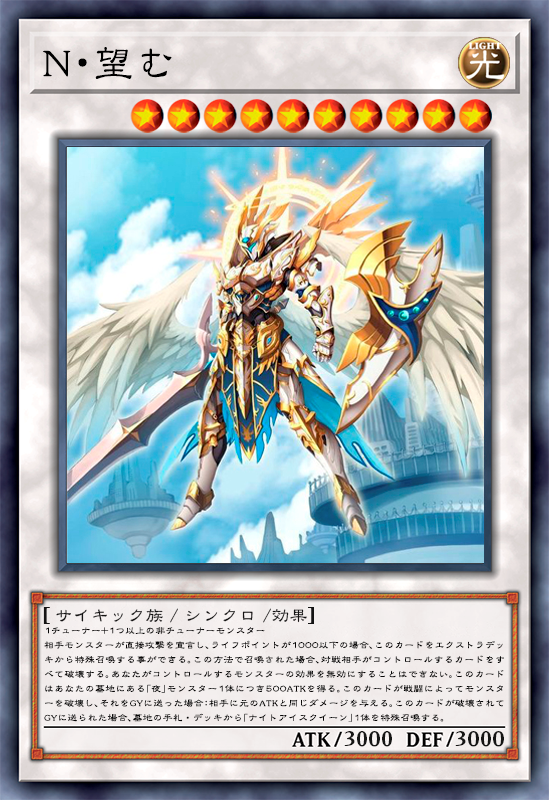 N・望む
LIGHT
光
[サイキック族/シンクロ/効果]
1チューナー+1つ以上の非チューナーモンスター
相手モンスターが直接攻撃を宣言し、ライフポイントが1000以下の場合、このカードをエクストラデッ
キから特殊召喚する事ができる。この方法で召喚された場合、対戦相手がコントロールするカードをす
べて破壊する。あなたがコントロールするモンスターの効果を無効にすることはできない。このカード
はあなたの墓地にある「夜」モンスター1体につき500ATKを得る。このカードが戦闘によってモンスタ
ーを破壊し、それをGYに送った場合:相手に元のATKと同じダメージを与える。このカードが破壊されて
GYに送られた場合、墓地の手札・デッキから「ナイトアイスクイーン」1体を特殊召喚する。
ATK/3000 DEF/3000